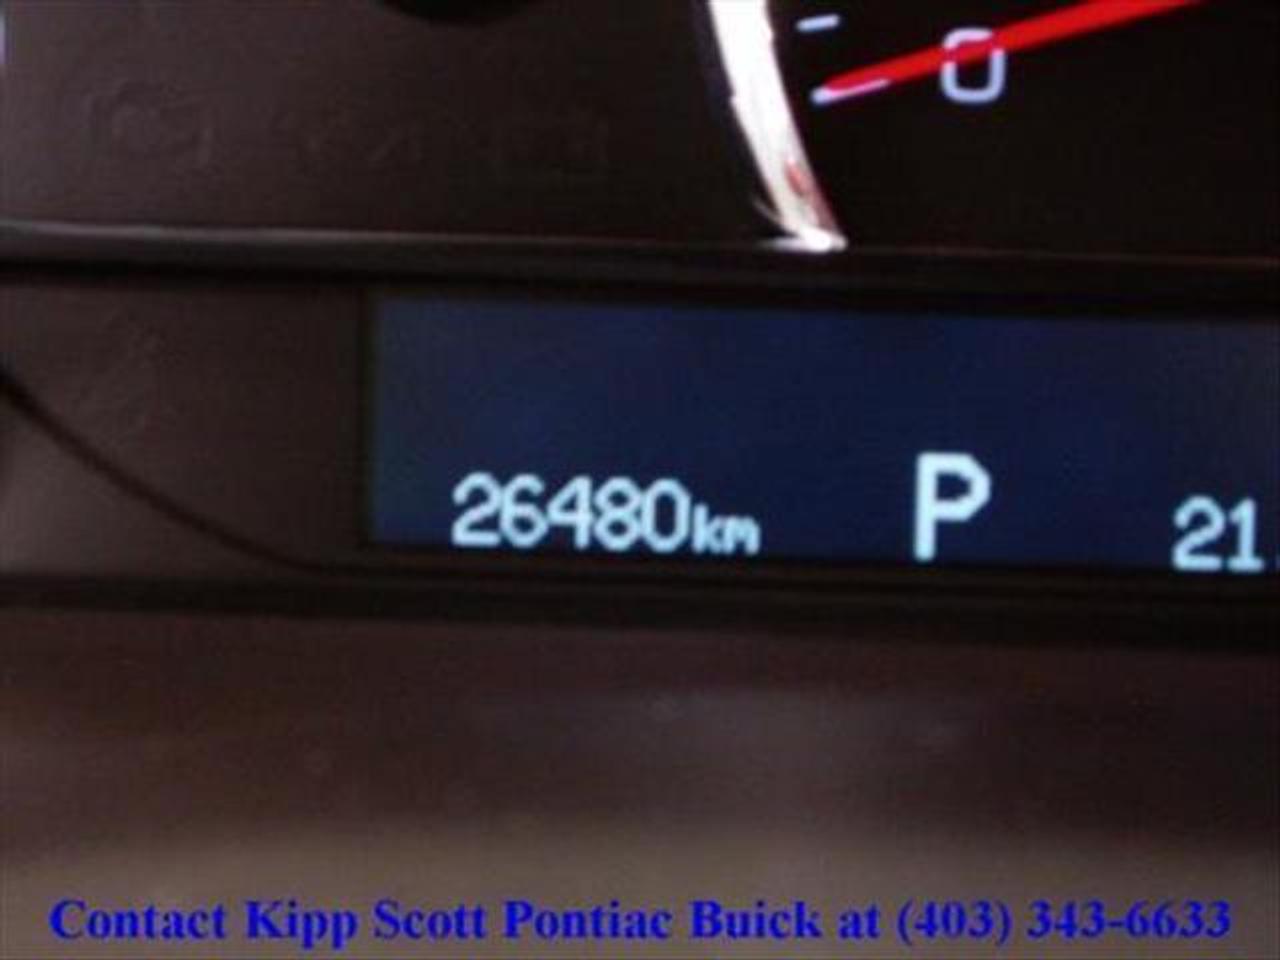 0
26480km P 21
Contact Kipp Scott Pontiac Buick at (403) 343-6633